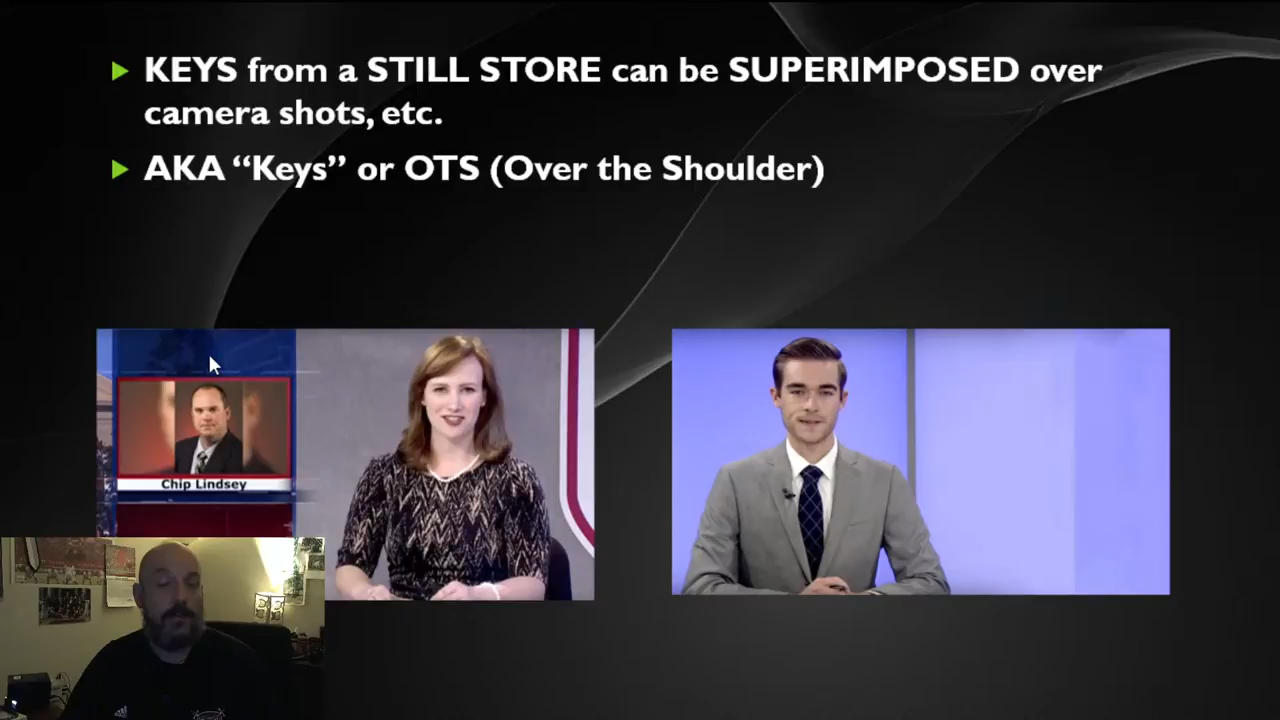 KEYS from a STILL STORE can be SUPERIMPOSED over
camera shots, etc.
AKA “Keys” or OTS (Over the Shoulder)
Chip Lindsey